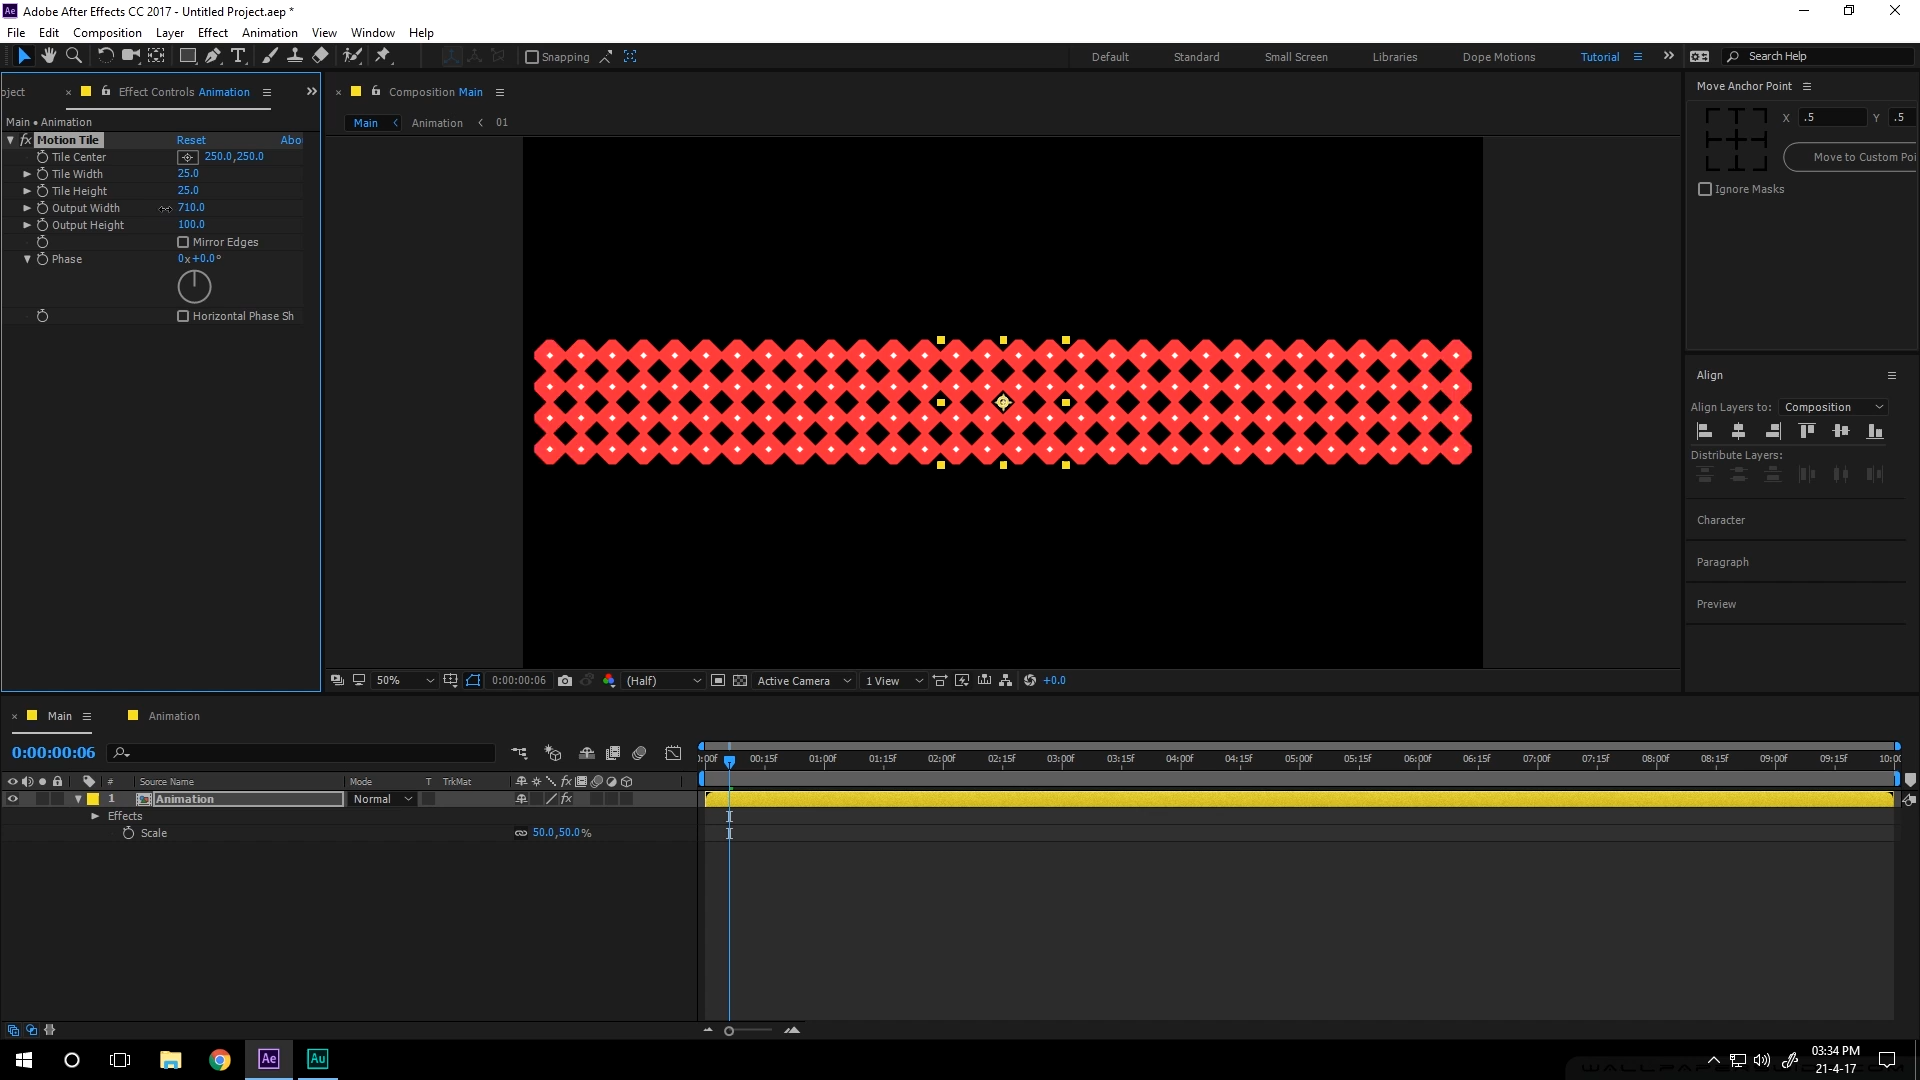 Ae Adobe After Effects CC 2017 - Untitled Project.aep *
File Edit Composition Layer Effect Animation View Window Help
T Snapping Default Standard Small Screen Libraries Dope Motions Tutorial Search Help
oject Effect Controls Animation
Composition Main
Move Anchor Point
Main • Animation
Main Animation 01
X .5 Y .5
fx Motion Tile Reset Abo
Tile Center 250.0,250.0
Move to Custom Poi
Tile Width 25.0
Tile Height 25.0
Ignore Masks
Output Width 710.0
Output Height 100.0
Mirror Edges
Phase 0x+0.0°
Horizontal Phase Sh
Align
Align Layers to: Composition
Distribute Layers:
Character
Paragraph
Preview
50% 0:00:00:06 (Half) Active Camera 1 View +0.0
Main Animation
0:00:00:06
:00f 00:15f 01:00f 01:15f 02:00f 02:15f 03:00f 03:15f 04:00f 04:15f 05:00f 05:15f 06:00f 06:15f 07:00f 07:15f 08:00f 08:15f 09:00f 09:15f 10:00
# Source Name Mode T TrkMat fx
1 Animation Normal fx
Effects
Scale 50.0,50.0%
Ae Au
03:34 PM
21-4-17